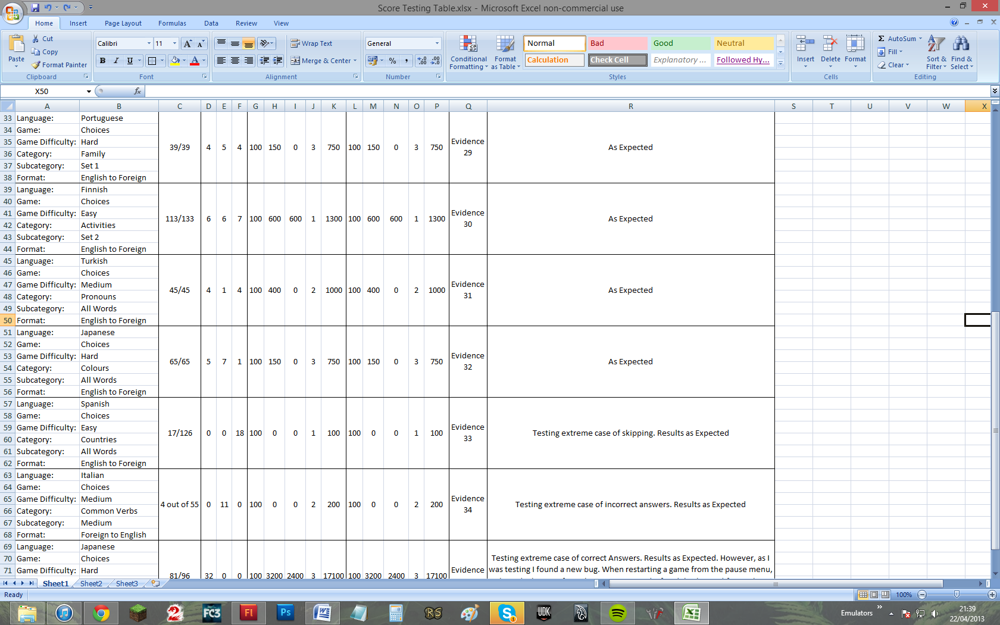 Score Testing Table.xlsx - Microsoft Excel non-commercial use
Home Insert Page Layout Formulas Data Review View
Paste Cut Copy Format Painter
Calibri 11
B I U
Wrap Text
Merge & Center
General
% ,
Conditional Formatting Format as Table
Normal Bad Good Neutral
Calculation Check Cell Explanatory ... Followed Hy...
Insert Delete Format
Σ AutoSum
Fill
Clear
Sort & Filter Find & Select
Clipboard Font Alignment Number Styles Cells Editing
X50 fx
A B C D E F G H I J K L M N O P Q R S T U V W X
33 Language: Portuguese
34 Game: Choices
35 Game Difficulty: Hard
36 Category: Family
37 Subcategory: Set 1
38 Format: English to Foreign
39/39 4 5 4 100 150 0 3 750 100 150 0 3 750 Evidence 29 As Expected
39 Language: Finnish
40 Game: Choices
41 Game Difficulty: Easy
42 Category: Activities
43 Subcategory: Set 2
44 Format: English to Foreign
113/133 6 6 7 100 600 600 1 1300 100 600 600 1 1300 Evidence 30 As Expected
45 Language: Turkish
46 Game: Choices
47 Game Difficulty: Medium
48 Category: Pronouns
49 Subcategory: All Words
50 Format: English to Foreign
45/45 4 1 4 100 400 0 2 1000 100 400 0 2 1000 Evidence 31 As Expected
51 Language: Japanese
52 Game: Choices
53 Game Difficulty: Hard
54 Category: Colours
55 Subcategory: All Words
56 Format: English to Foreign
65/65 5 7 1 100 150 0 3 750 100 150 0 3 750 Evidence 32 As Expected
57 Language: Spanish
58 Game: Choices
59 Game Difficulty: Easy
60 Category: Countries
61 Subcategory: All Words
62 Format: English to Foreign
17/126 0 0 18 100 0 0 1 100 100 0 0 1 100 Evidence 33 Testing extreme case of skipping. Results as Expected
63 Language: Italian
64 Game: Choices
65 Game Difficulty: Medium
66 Category: Common Verbs
67 Subcategory: Medium
68 Format: Foreign to English
4 out of 55 0 11 0 100 0 0 2 200 100 0 0 2 200 Evidence 34 Testing extreme case of incorrect answers. Results as Expected
69 Language: Japanese
70 Game: Choices
71 Game Difficulty: Hard
81/96 32 0 0 100 3200 2400 3 17100 100 3200 2400 3 17100 Evidence
Testing extreme case of correct Answers. Results as Expected. However, as I
was testing I found a new bug. When restarting a game from the pause menu,
Sheet1 Sheet2 Sheet3
Ready 100%
2 FC3 Fl Ps W RS S 1 UDK
Emulators
21:39
22/04/2013